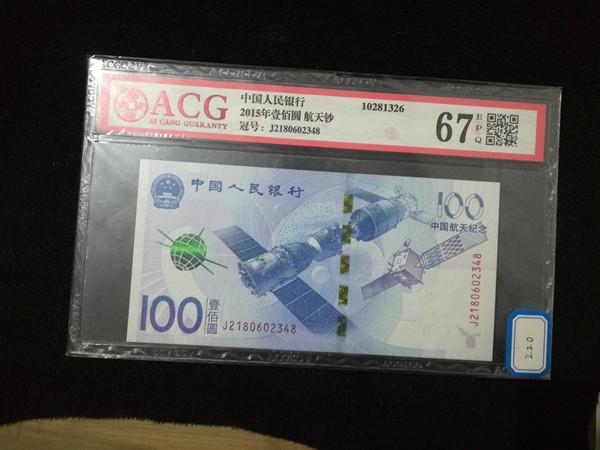 ACG
AI CANG GUARANTY
中国人民银行
2015年壹佰圆 航天钞
冠号：J2180602348
10281326
67
EPQ
中国人民银行
100
中国航天纪念
100
壹佰圆
J2180602348
J2180602348
220